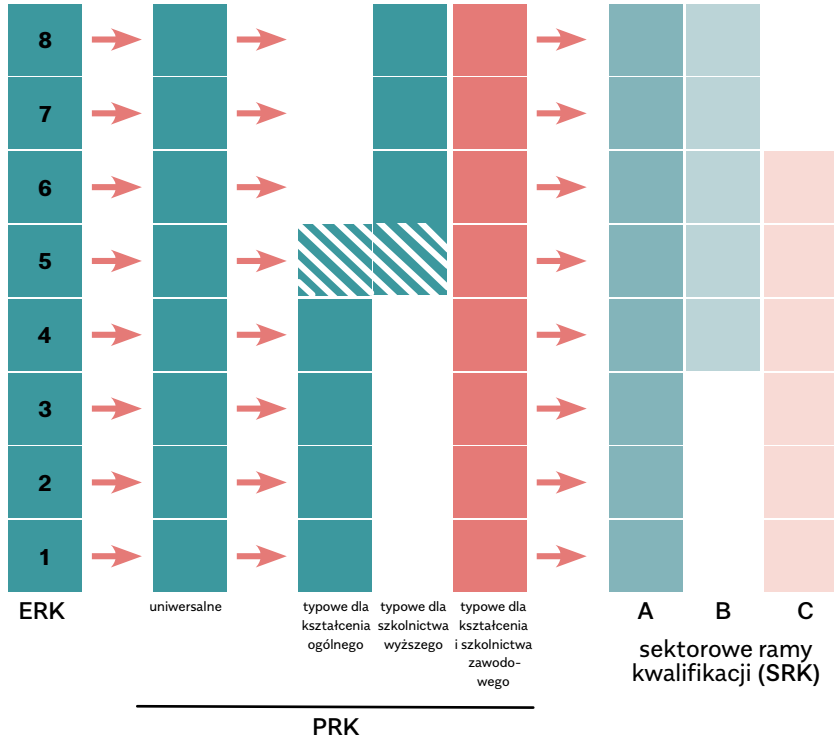 8
7
6
5
4
3
2
1
ERK
uniwersalne
typowe dla
kształcenia
ogólnego
typowe dla
szkolnictwa
wyższego
typowe dla
kształcenia
i szkolnictwa
zawodo-
wego
PRK
A
B
C
sektorowe ramy
kwalifikacji (SRK)